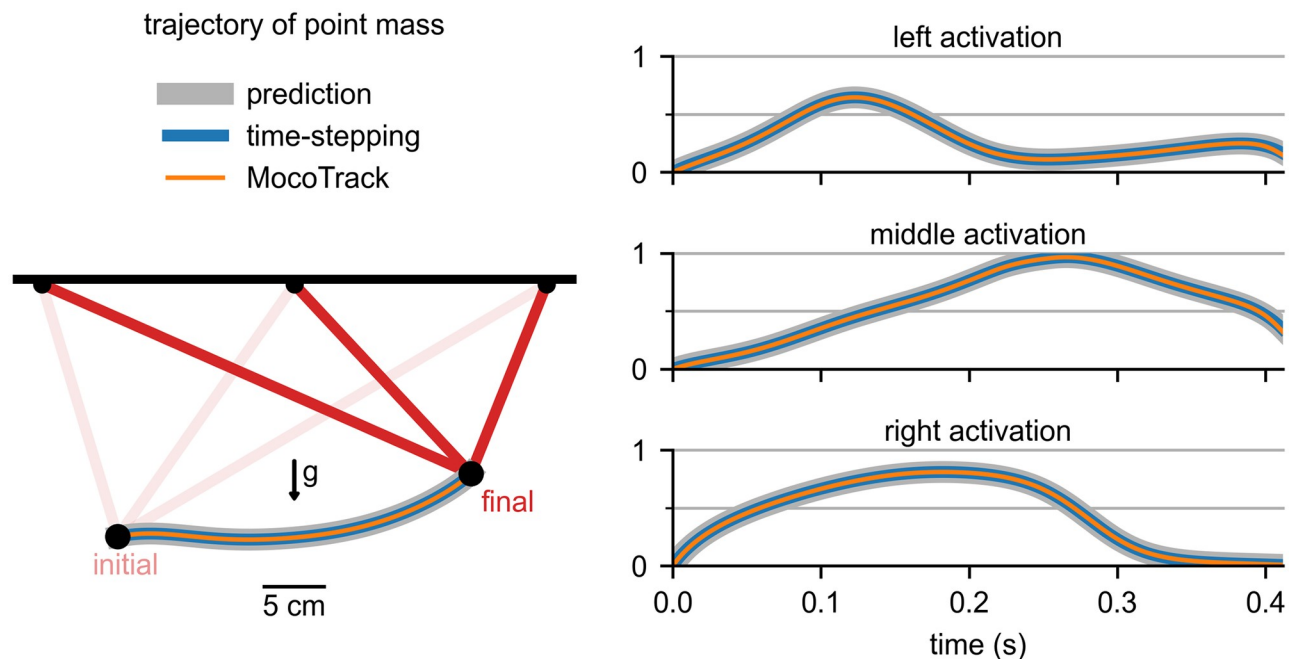 trajectory of point mass
prediction
time-stepping
MocoTrack
g
final
initial
5 cm
left activation
1
0
middle activation
1
0
right activation
1
0
0.0 0.1 0.2 0.3 0.4
time (s)